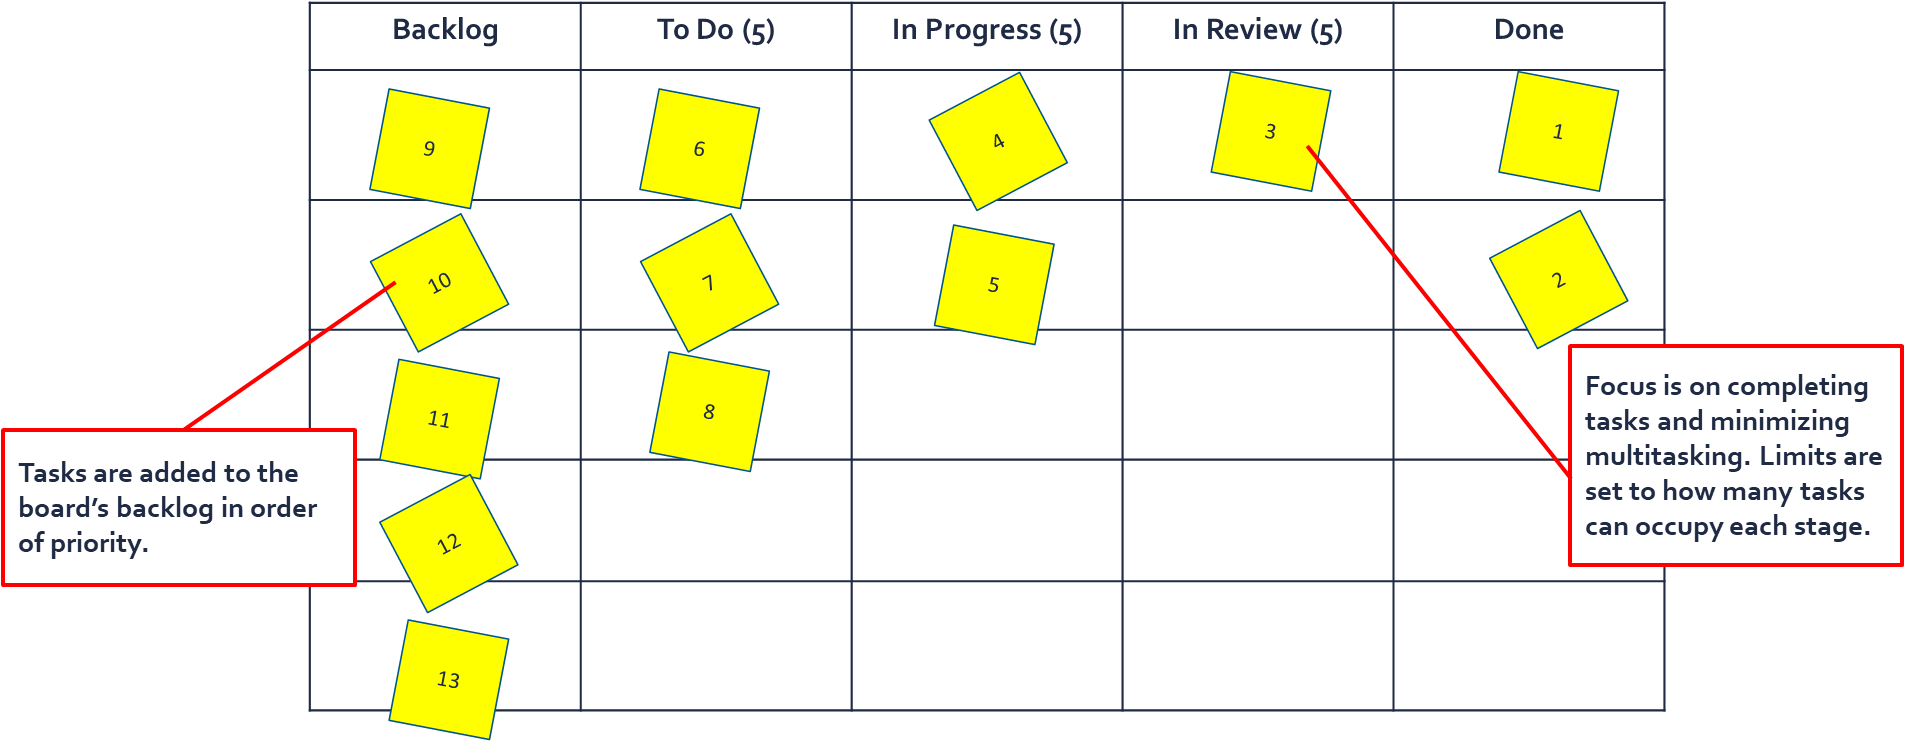 Backlog
To Do (5)
In Progress (5)
In Review (5)
Done
9
6
4
3
1
10
7
5
2
11
8
12
13
Tasks are added to the
board’s backlog in order
of priority.
Focus is on completing
tasks and minimizing
multitasking. Limits are
set to how many tasks
can occupy each stage.